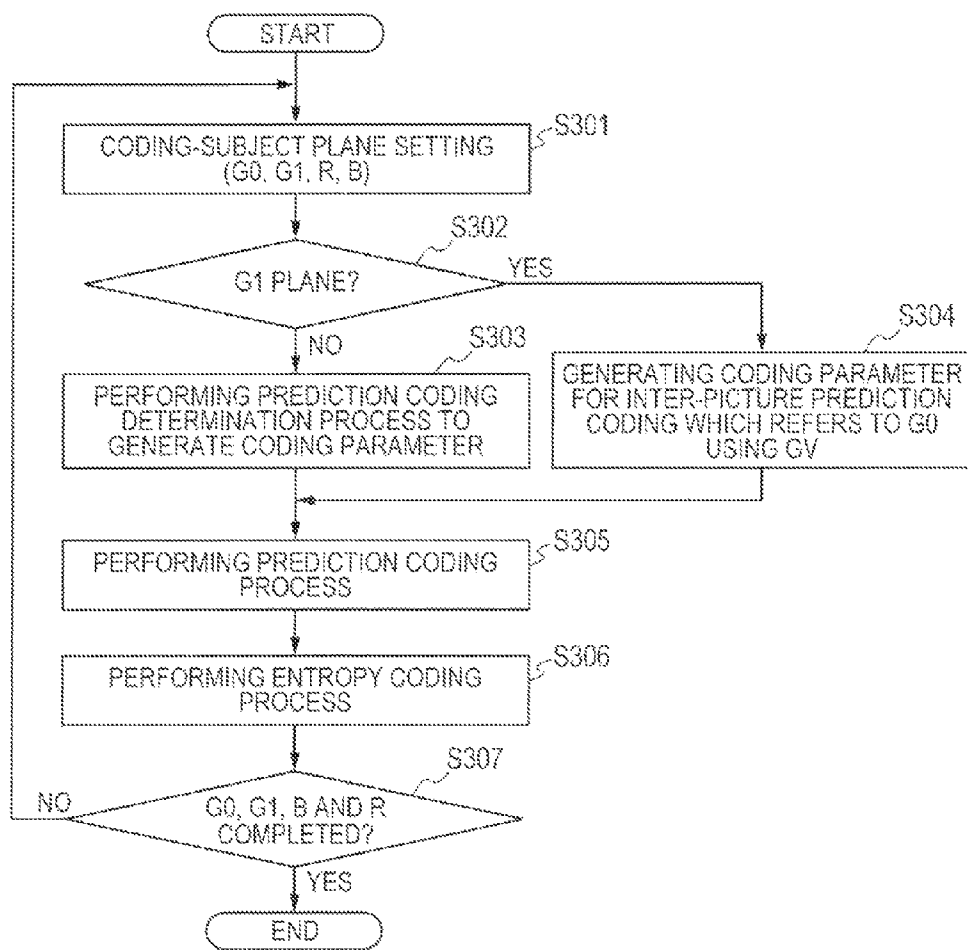 START
CODING-SUBJECT PLANE SETTING
(G0, G1, R, B)
S301
G1 PLANE?
S302
YES
NO
PERFORMING PREDICTION CODING
DETERMINATION PROCESS TO
GENERATE CODING PARAMETER
S303
GENERATING CODING PARAMETER
FOR INTER-PICTURE PREDICTION
CODING WHICH REFERS TO G0
USING GV
S304
PERFORMING PREDICTION CODING
PROCESS
S305
PERFORMING ENTROPY CODING
PROCESS
S306
G0, G1, B AND R
COMPLETED?
S307
NO
YES
END